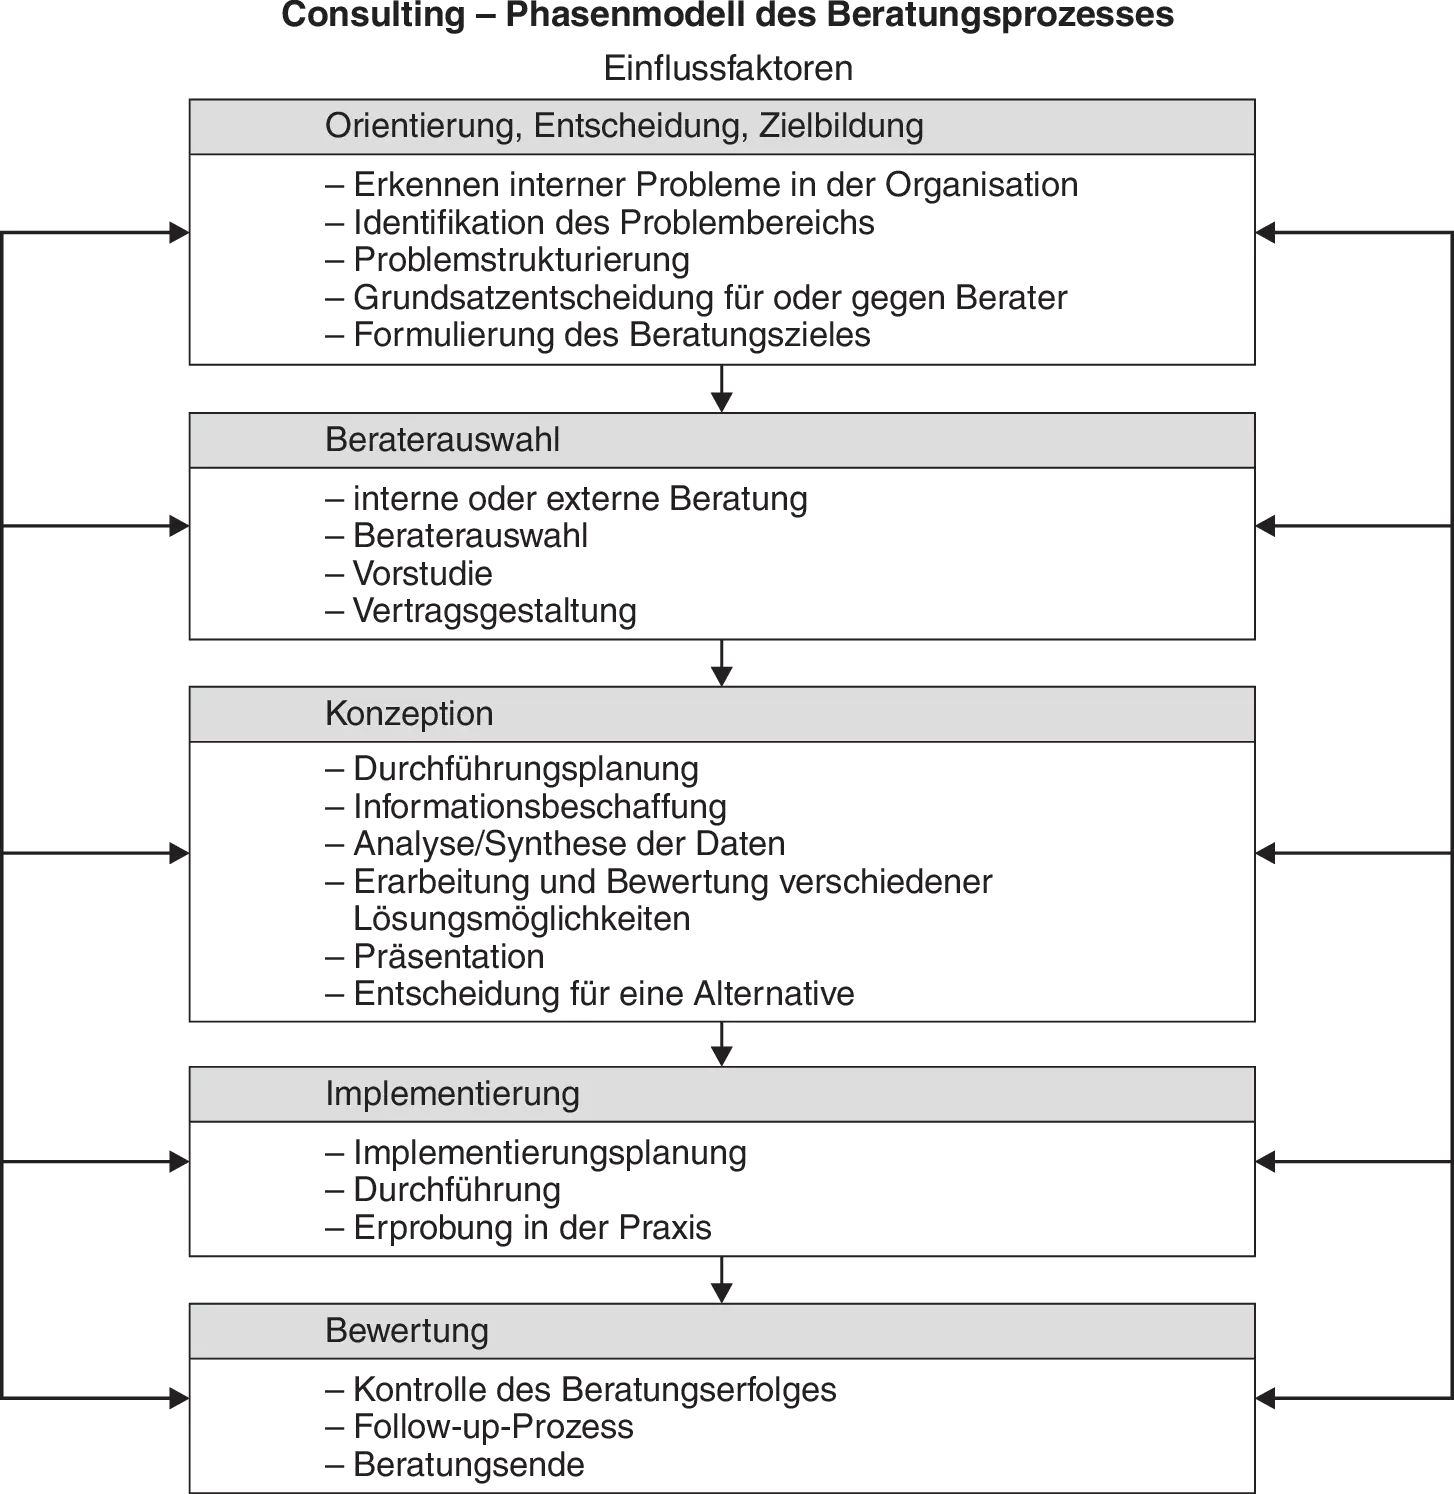 Consulting – Phasenmodell des Beratungsprozesses
Einflussfaktoren
Orientierung, Entscheidung, Zielbildung
– Erkennen interner Probleme in der Organisation
– Identifikation des Problembereichs
– Problemstrukturierung
– Grundsatzentscheidung für oder gegen Berater
– Formulierung des Beratungszieles
Beraterauswahl
– interne oder externe Beratung
– Beraterauswahl
– Vorstudie
– Vertragsgestaltung
Konzeption
– Durchführungsplanung
– Informationsbeschaffung
– Analyse/Synthese der Daten
– Erarbeitung und Bewertung verschiedener
Lösungsmöglichkeiten
– Präsentation
– Entscheidung für eine Alternative
Implementierung
– Implementierungsplanung
– Durchführung
– Erprobung in der Praxis
Bewertung
– Kontrolle des Beratungserfolges
– Follow-up-Prozess
– Beratungsende